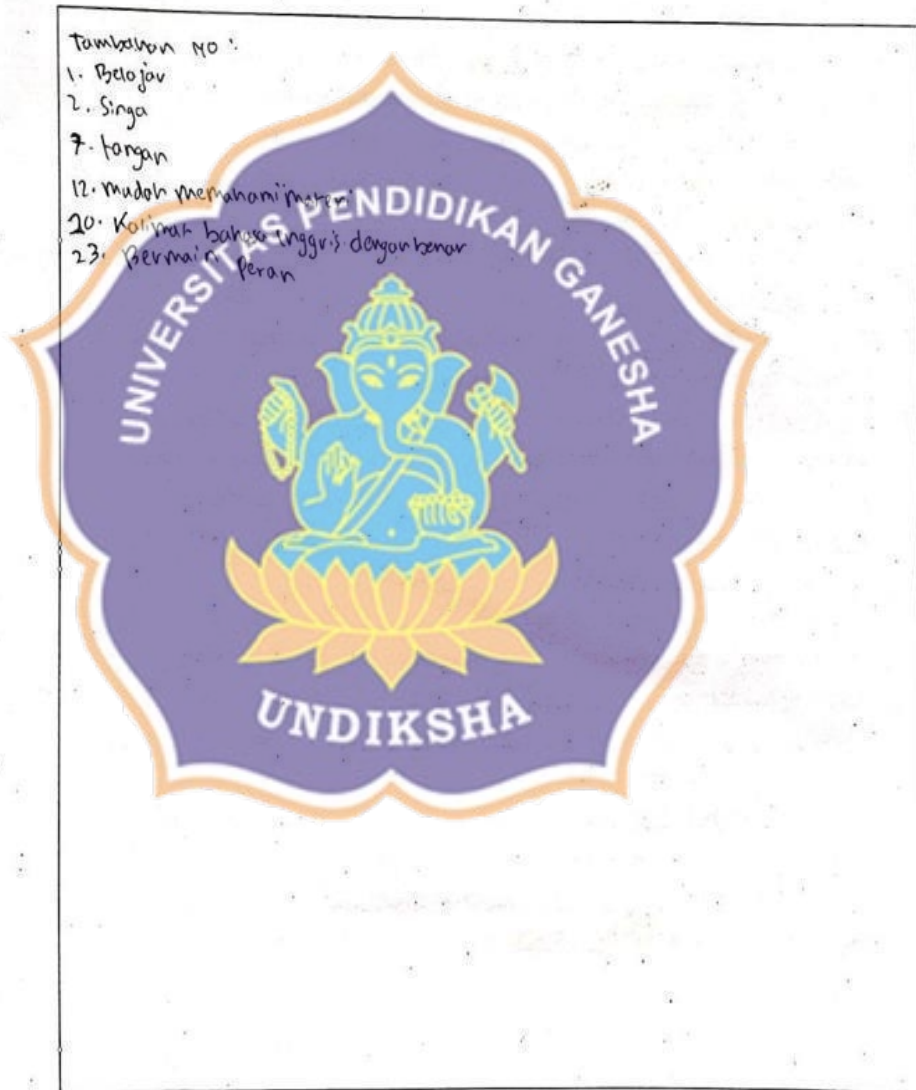 Tambahan NO :
1. Belajar
2. Singa
7. tangan
12. mudah memahami materi
20. Kalimat bahasa inggris dengan benar
23. Bermain Peran
UNIVERSITAS PENDIDIKAN GANESHA
UNDIKSHA